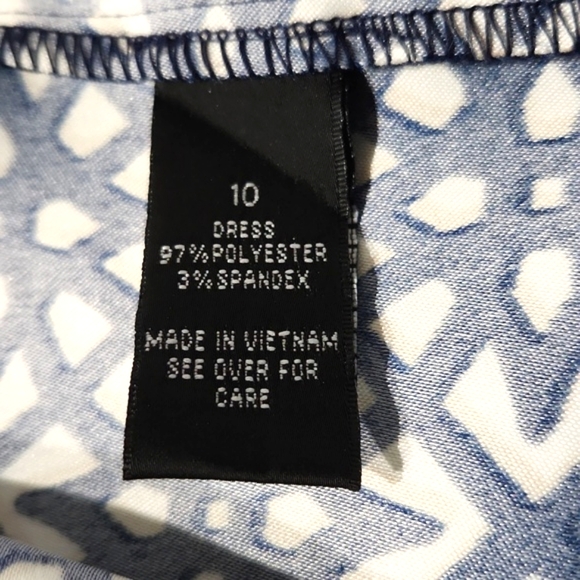 10
DRESS
97%POLYESTER
3%SPANDEX
MADE IN VIETNAM
SEE OVER FOR
CARE